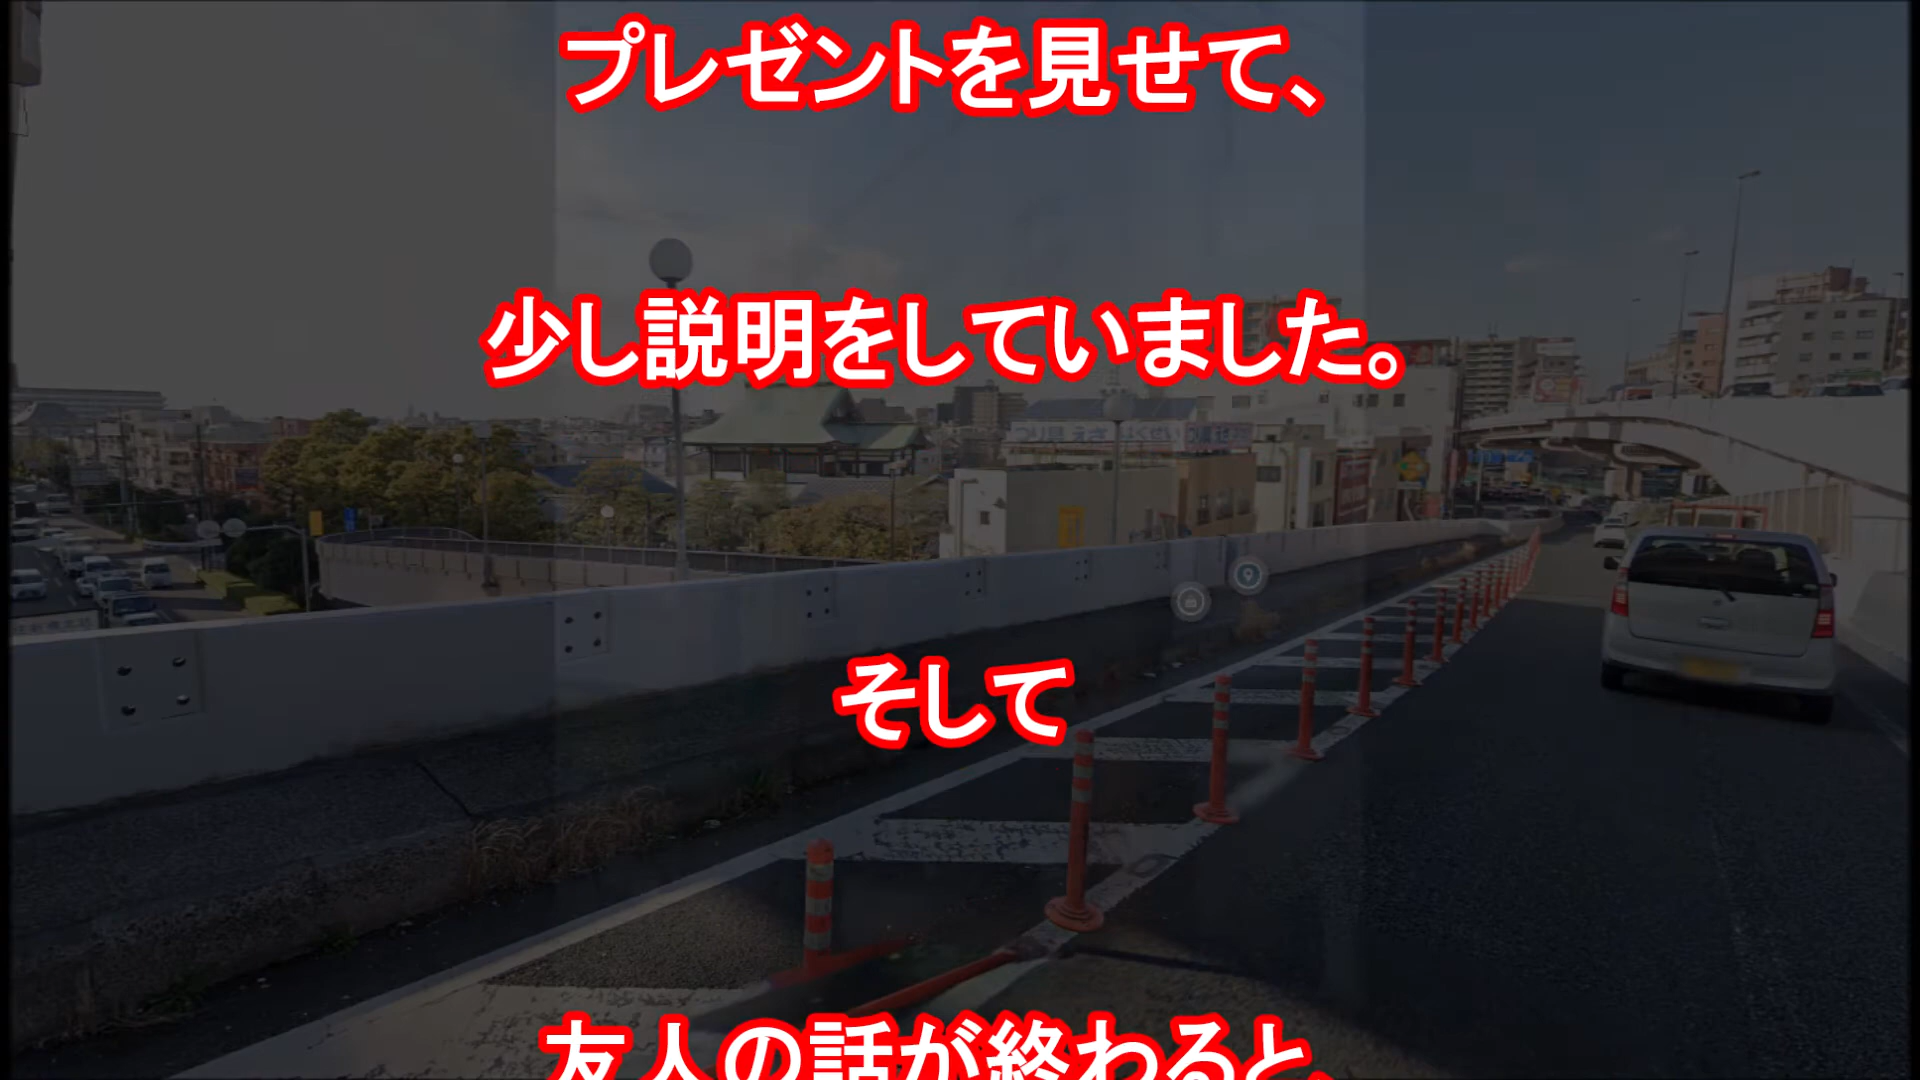 プレゼントを見せて、
少し説明をしていました。
そして
友人の話が終わると、